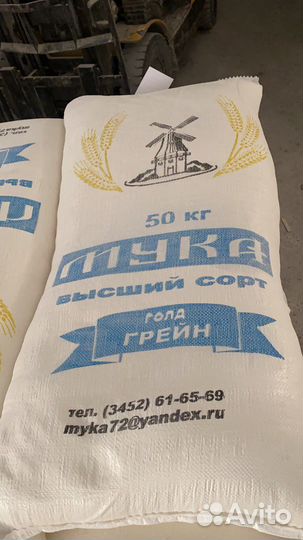 50 кг
МУКА
высший сорт
ГОЛД
ГРЕЙН
тел. (3452) 61-65-69
myka72@yandex.ru
Avito